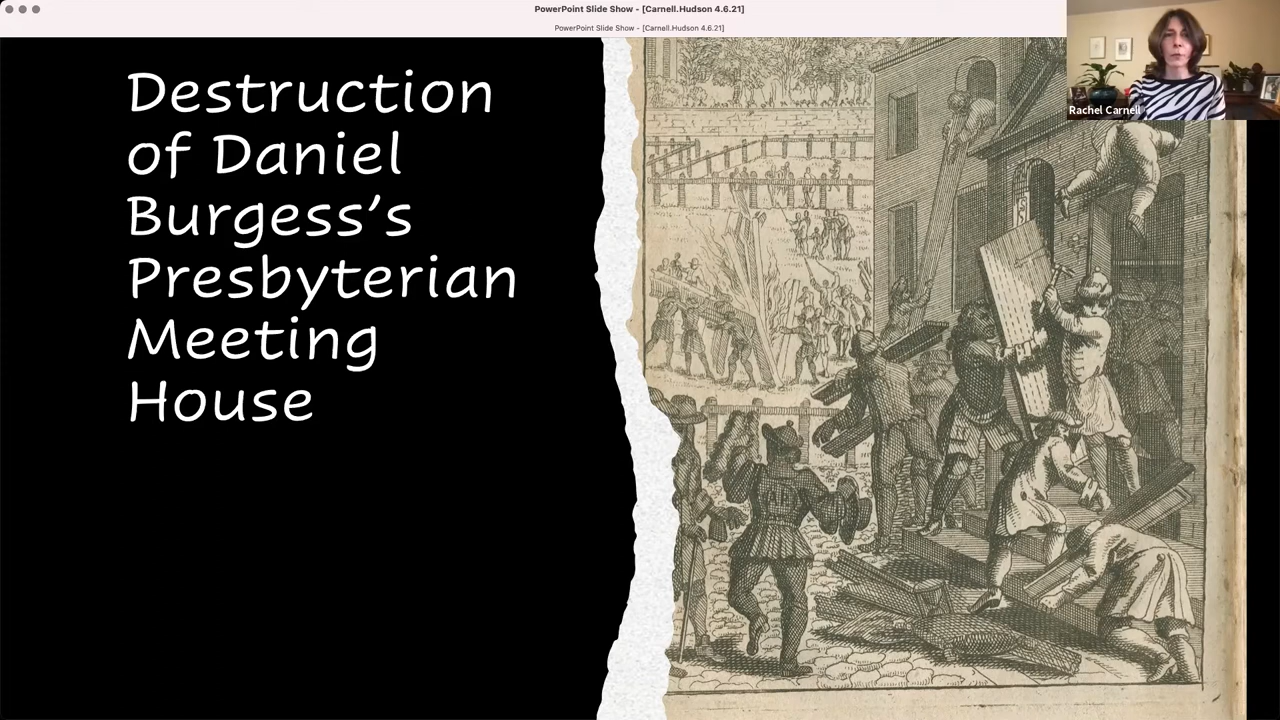 PowerPoint Slide Show - [Carnell.Hudson 4.6.21]
PowerPoint Slide Show - [Carnell.Hudson 4.6.21]
Rachel Carnell
Destruction
of Daniel
Burgess’s
Presbyterian
Meeting
House